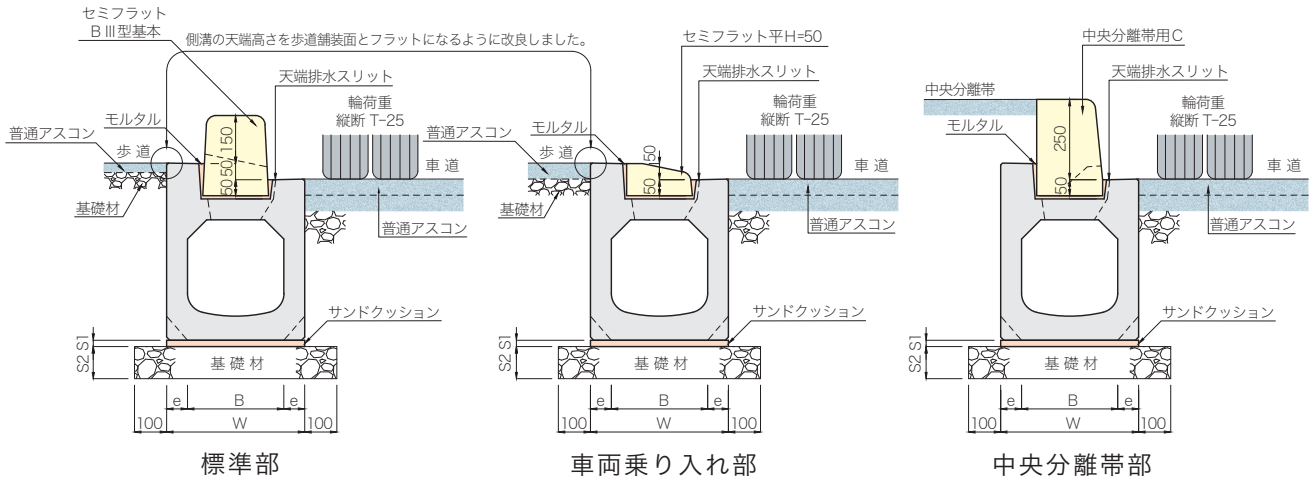 側溝の天端高さを歩道舗装面とフラットになるように改良しました。
セミフラット
BⅢ型基本
天端排水スリット
輪荷重
縦断 T-25
モルタル
普通アスコン
歩 道
車 道
150
50
50
基礎材
普通アスコン
サンドクッション
S1
S2
基 礎 材
e
B
e
100
W
100
標準部
セミフラット平H=50
天端排水スリット
輪荷重
縦断 T-25
モルタル
普通アスコン
歩 道
車 道
50
50
基礎材
普通アスコン
サンドクッション
S1
S2
基 礎 材
e
B
e
100
W
100
車両乗り入れ部
中央分離帯用C
天端排水スリット
中央分離帯
輪荷重
縦断 T-25
モルタル
車 道
250
50
普通アスコン
サンドクッション
S1
S2
基 礎 材
e
B
e
100
W
100
中央分離帯部